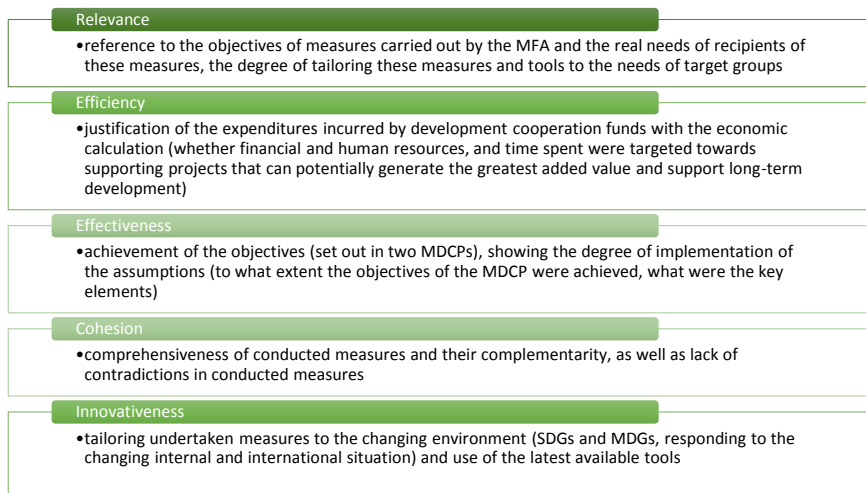 Relevance
•reference to the objectives of measures carried out by the MFA and the real needs of recipients of
these measures, the degree of tailoring these measures and tools to the needs of target groups
Efficiency
•justification of the expenditures incurred by development cooperation funds with the economic
calculation (whether financial and human resources, and time spent were targeted towards
supporting projects that can potentially generate the greatest added value and support long-term
development)
Effectiveness
•achievement of the objectives (set out in two MDCPs), showing the degree of implementation of
the assumptions (to what extent the objectives of the MDCP were achieved, what were the key
elements)
Cohesion
•comprehensiveness of conducted measures and their complementarity, as well as lack of
contradictions in conducted measures
Innovativeness
•tailoring undertaken measures to the changing environment (SDGs and MDGs, responding to the
changing internal and international situation) and use of the latest available tools